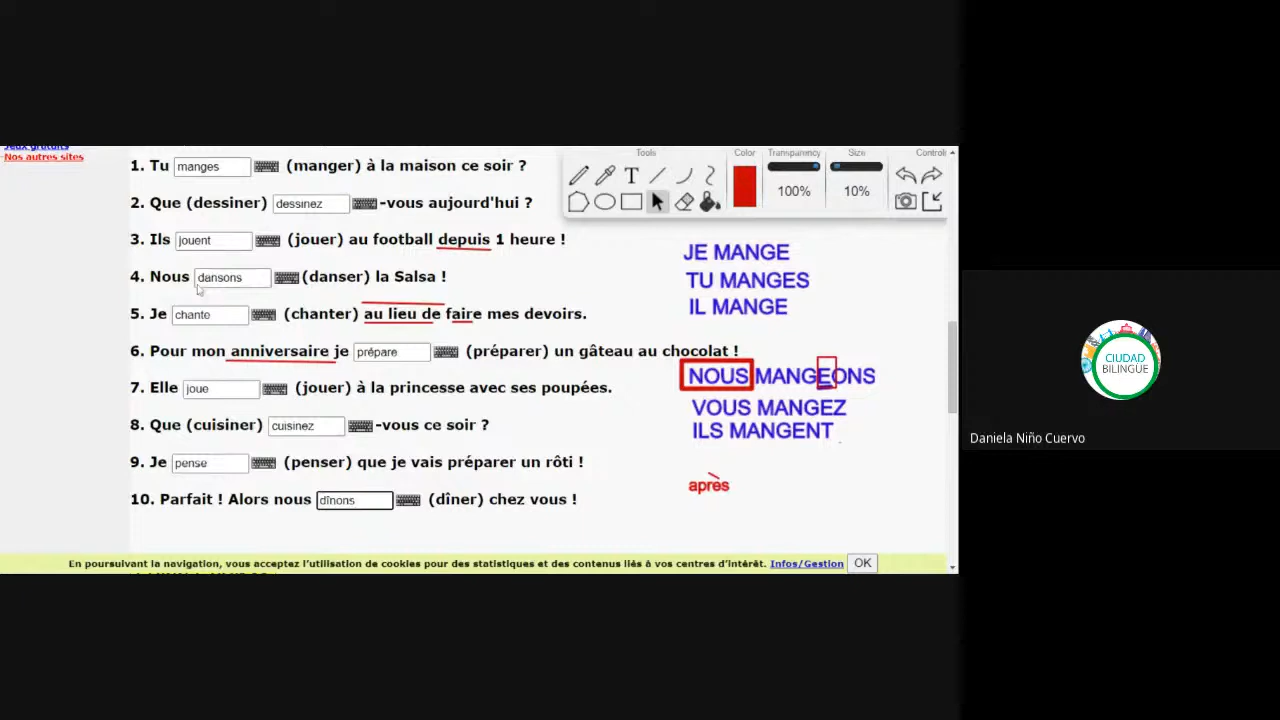 Jeux gratuits
Nos autres sites
Tools
Color
Transparency
Size
Controls
100%
10%
1. Tu manges (manger) à la maison ce soir ?
2. Que (dessiner) dessinez -vous aujourd'hui ?
3. Ils jouent (jouer) au football depuis 1 heure !
4. Nous dansons (danser) la Salsa !
5. Je chante (chanter) au lieu de faire mes devoirs.
6. Pour mon anniversaire je prépare (préparer) un gâteau au chocolat !
7. Elle joue (jouer) à la princesse avec ses poupées.
8. Que (cuisiner) cuisinez -vous ce soir ?
9. Je pense (penser) que je vais préparer un rôti !
10. Parfait ! Alors nous dînons (dîner) chez vous !
JE MANGE
TU MANGES
IL MANGE
NOUS MANGEONS
VOUS MANGEZ
ILS MANGENT
après
En poursuivant la navigation, vous acceptez l'utilisation de cookies pour des statistiques et des contenus liés à vos centres d'intérêt. Infos/Gestion OK
CIUDAD
BILINGÜE
Daniela Niño Cuervo